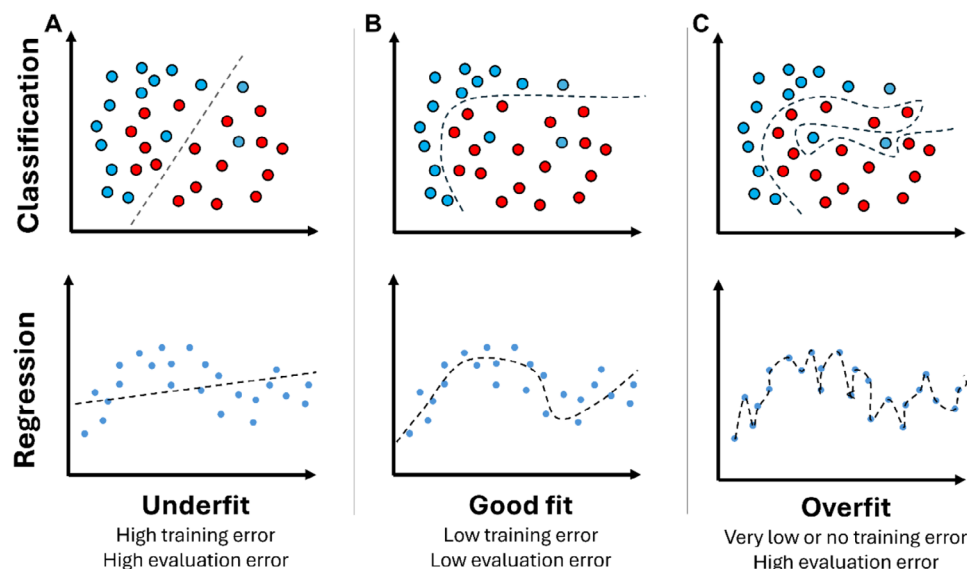 A
B
C
Classification
Regression
Underfit
High training error
High evaluation error
Good fit
Low training error
Low evaluation error
Overfit
Very low or no training error
High evaluation error